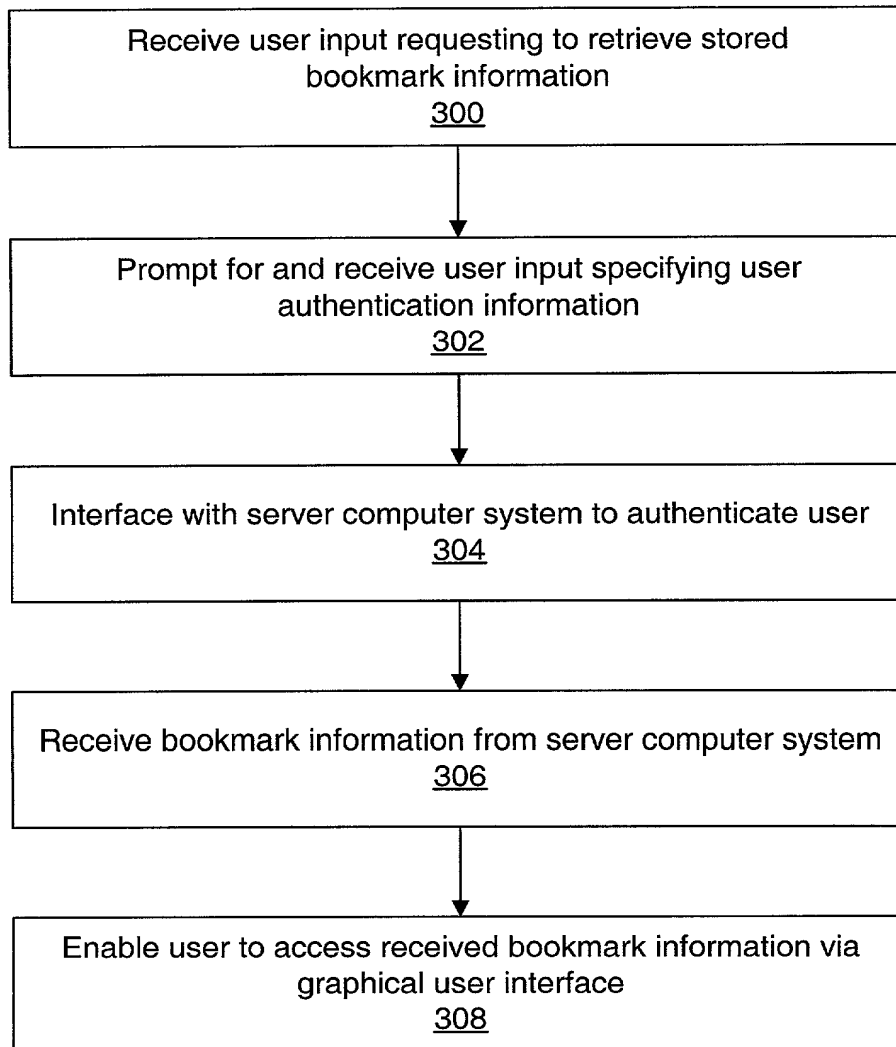 Receive user input requesting to retrieve stored
bookmark information
300
Prompt for and receive user input specifying user
authentication information
302
Interface with server computer system to authenticate user
304
Receive bookmark information from server computer system
306
Enable user to access received bookmark information via
graphical user interface
308